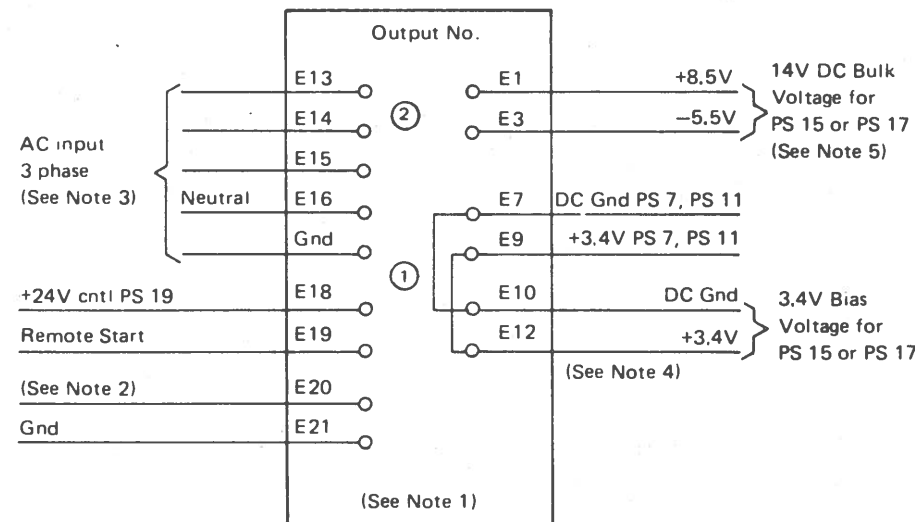 Output No.
E13
E14
AC input
3 phase
(See Note 3)
E15
Neutral
E16
Gnd
+24V cntl PS 19
E18
Remote Start
E19
(See Note 2)
E20
Gnd
E21
2
1
E1
+8.5V
E3
−5.5V
14V DC Bulk
Voltage for
PS 15 or PS 17
(See Note 5)
E7
DC Gnd PS 7, PS 11
E9
+3.4V PS 7, PS 11
E10
DC Gnd
E12
+3.4V
3.4V Bias
Voltage for
PS 15 or PS 17
(See Note 4)
(See Note 1)